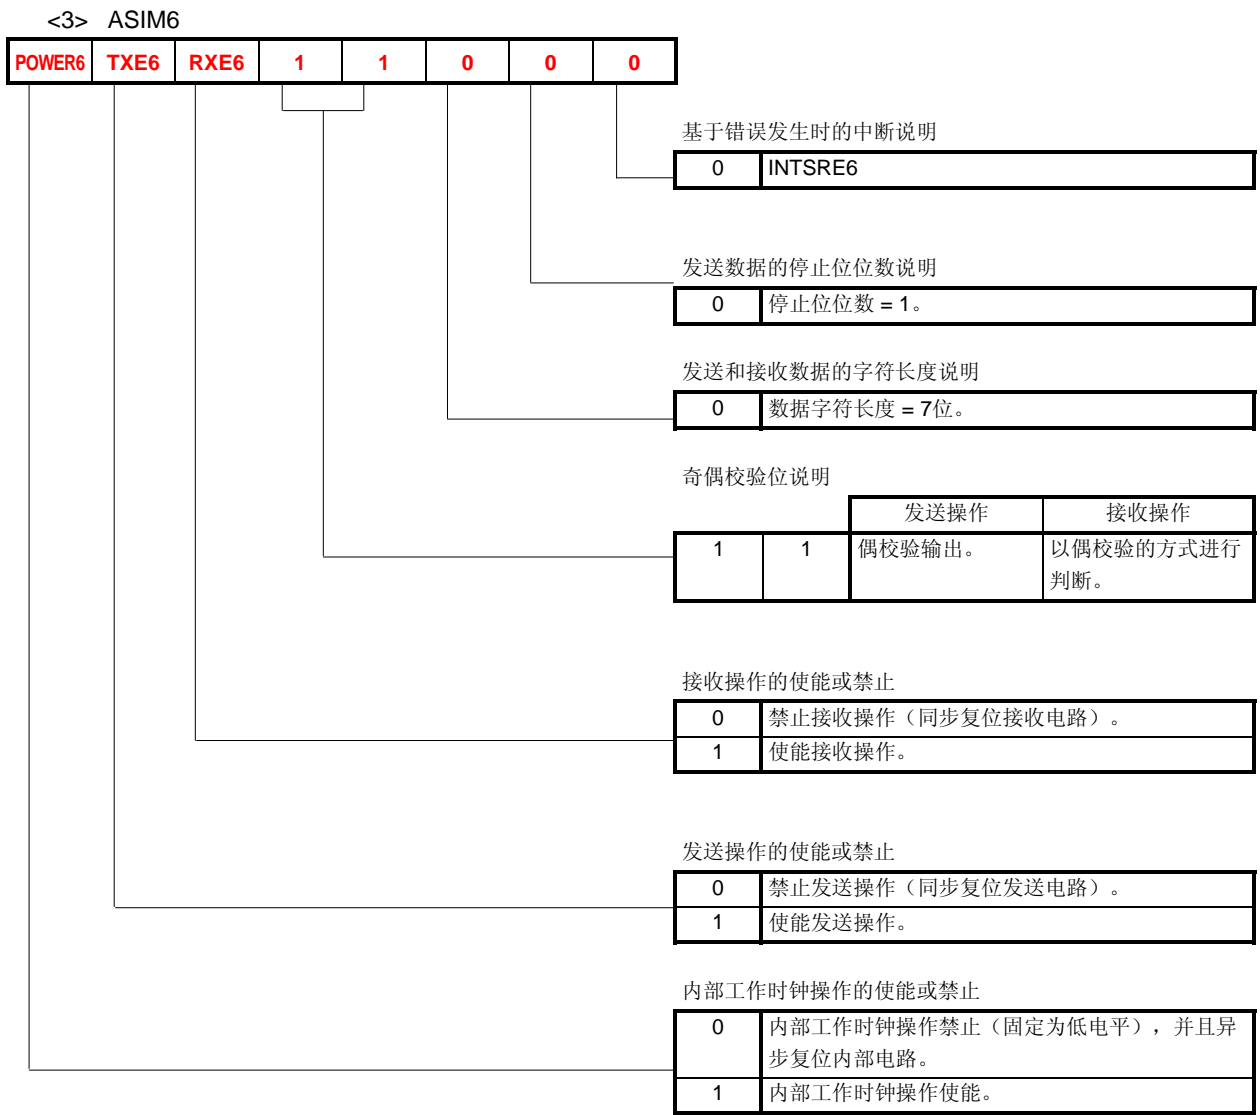 <3> ASIM6
POWER6 TXE6 RXE6 1 1 0 0 0
基于错误发生时的中断说明
0 INTSRE6
发送数据的停止位位数说明
0 停止位位数 = 1。
发送和接收数据的字符长度说明
0 数据字符长度 = 7位。
奇偶校验位说明
发送操作 接收操作
1 1 偶校验输出。 以偶校验的方式进行
判断。
接收操作的使能或禁止
0 禁止接收操作（同步复位接收电路）。
1 使能接收操作。
发送操作的使能或禁止
0 禁止发送操作（同步复位发送电路）。
1 使能发送操作。
内部工作时钟操作的使能或禁止
0 内部工作时钟操作禁止（固定为低电平），并且异
步复位内部电路。
1 内部工作时钟操作使能。